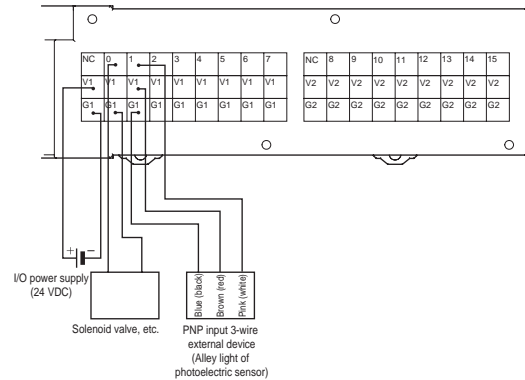 NC 0 1 2 3 4 5 6 7 NC 8 9 10 11 12 13 14 15
V1 V1 V1 V1 V1 V1 V1 V1 V1 V2 V2 V2 V2 V2 V2 V2 V2 V2
G1 G1 G1 G1 G1 G1 G1 G1 G1 G2 G2 G2 G2 G2 G2 G2 G2 G2
+ −
I/O power supply
(24 VDC)
Solenoid valve, etc.
Blue (black)
Brown (red)
Pink (white)
PNP input 3-wire
external device
(Alley light of
photoelectric sensor)